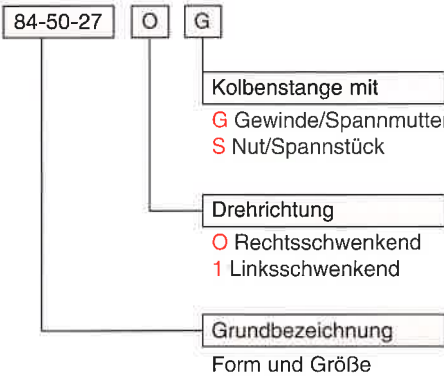 84-50-27 O G
Kolbenstange mit
G Gewinde/Spannmutter
S Nut/Spannstück
Drehrichtung
O Rechtsschwenkend
1 Linksschwenkend
Grundbezeichnung
Form und Größe